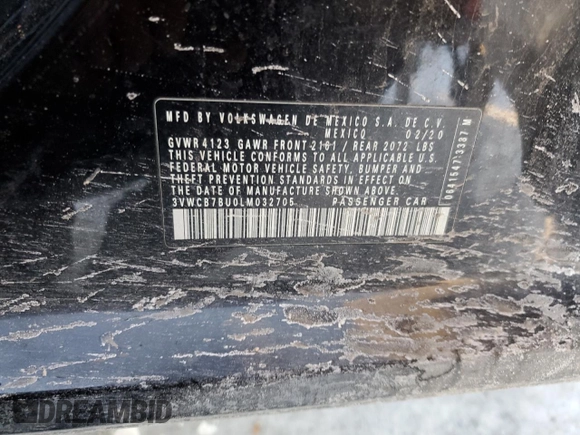 MFD BY VOLKSWAGEN DE MEXICO S.A. DE C.V.
MEXICO 02/20
GVWR 4123 GAWR FRONT 2161 / REAR 2072 LBS
THIS VEHICLE CONFORMS TO ALL APPLICABLE U.S.
FEDERAL MOTOR VEHICLE SAFETY, BUMPER AND
THEFT PREVENTION STANDARDS IN EFFECT ON THE
DATE OF MANUFACTURE SHOWN ABOVE.
3VWCB7BU0LM032705 PASSENGER CAR
DREAMBID